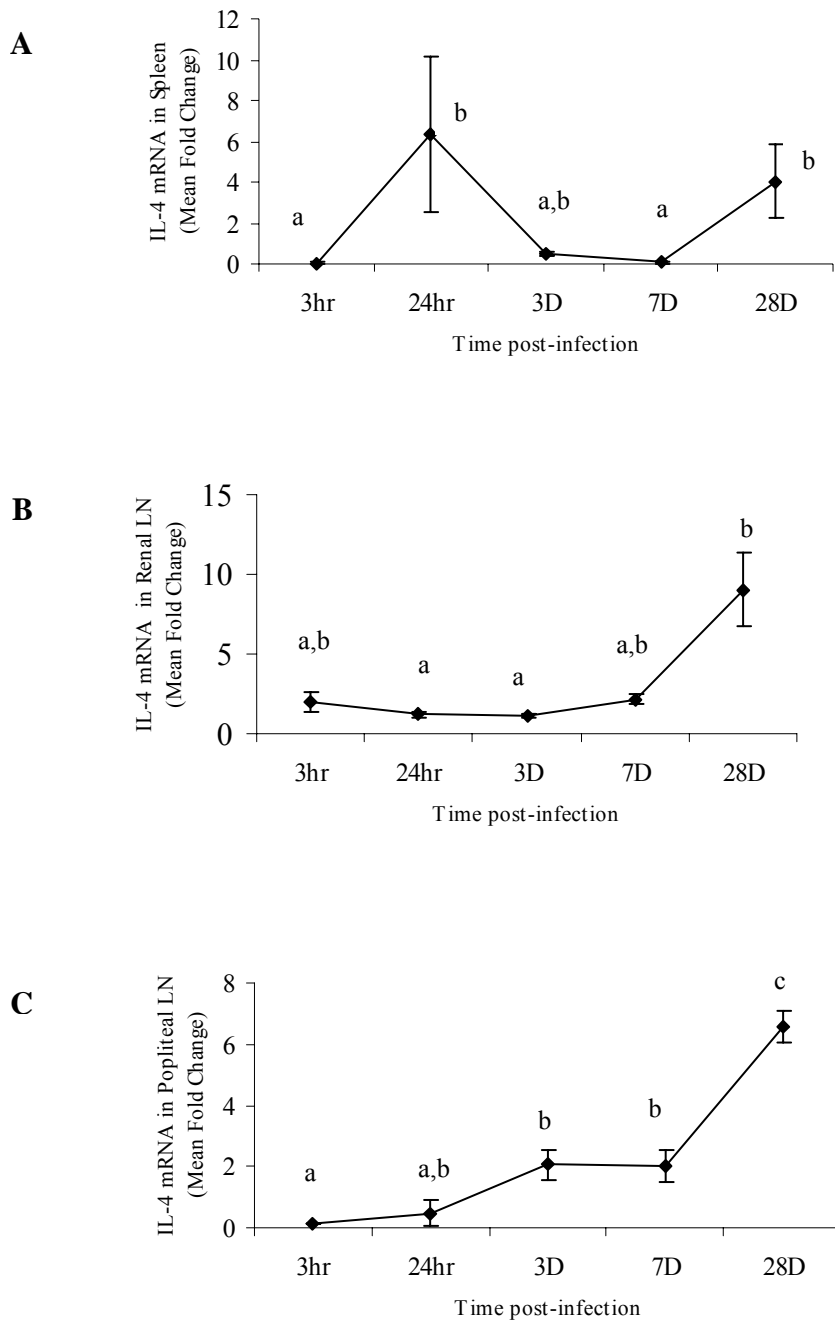 A
IL-4 mRNA in Spleen
(Mean Fold Change)
12
10
8
6
4
2
0
a
b
a,b
a
b
3hr 24hr 3D 7D 28D
Time post-infection
B
IL-4 mRNA in Renal LN
(Mean Fold Change)
15
10
5
0
a,b
a
a
a,b
b
3hr 24hr 3D 7D 28D
Time post-infection
C
IL-4 mRNA in Popliteal LN
(Mean Fold Change)
8
6
4
2
0
a
a,b
b
b
c
3hr 24hr 3D 7D 28D
Time post-infection